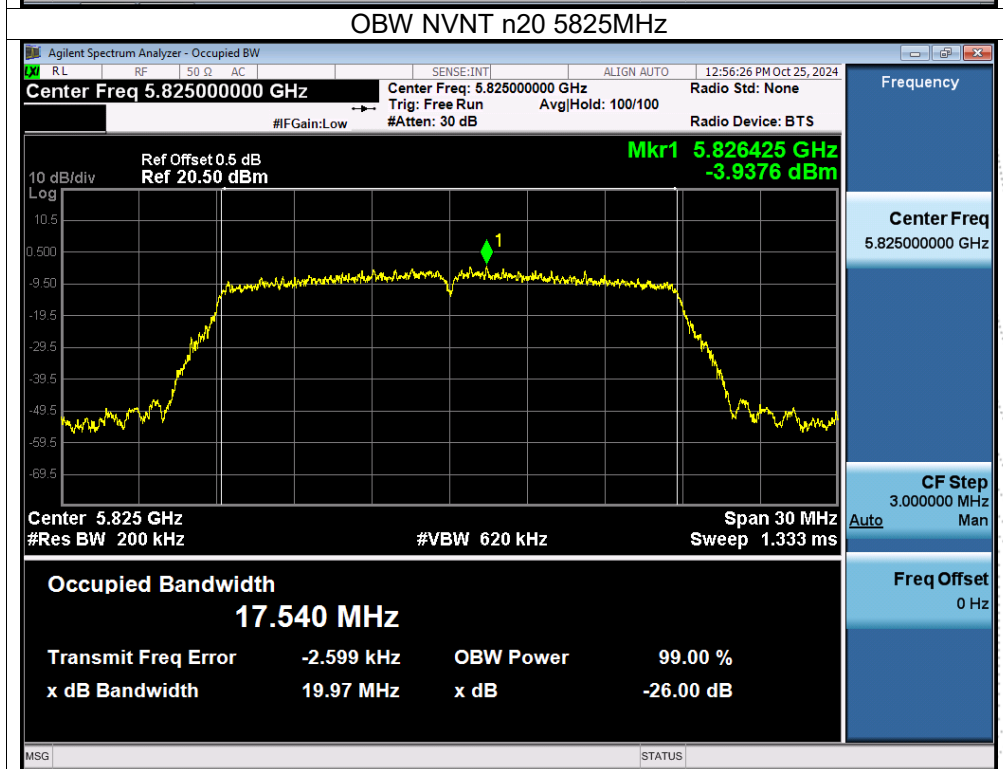 OBW NVNT n20 5825MHz
Agilent Spectrum Analyzer - Occupied BW
LXI RL RF 50 Ω AC SENSE:INT ALIGN AUTO 12:56:26 PM Oct 25, 2024
Center Freq 5.825000000 GHz
Center Freq: 5.825000000 GHz
Radio Std: None
Trig: Free Run Avg|Hold: 100/100
#IFGain:Low
#Atten: 30 dB
Radio Device: BTS
Mkr1 5.826425 GHz
-3.9376 dBm
Ref Offset 0.5 dB
10 dB/div Ref 20.50 dBm
Log
10.5
0.500
-9.50
-19.5
-29.5
-39.5
-49.5
-59.5
-69.5
1
Center 5.825 GHz Span 30 MHz
#Res BW 200 kHz #VBW 620 kHz Sweep 1.333 ms
Occupied Bandwidth
17.540 MHz
Transmit Freq Error -2.599 kHz OBW Power 99.00 %
x dB Bandwidth 19.97 MHz x dB -26.00 dB
MSG STATUS
Frequency
Center Freq
5.825000000 GHz
CF Step
3.000000 MHz
Auto Man
Freq Offset
0 Hz